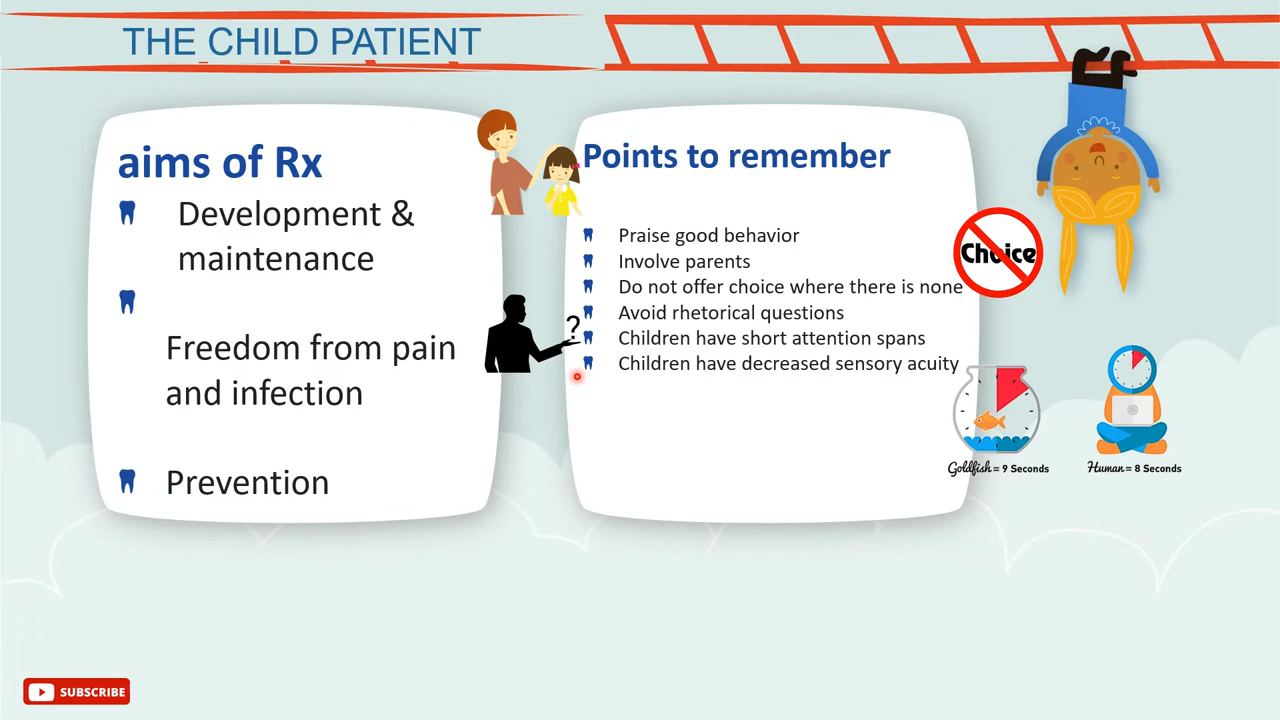 THE CHILD PATIENT
aims of Rx
Development &
maintenance
Freedom from pain
and infection
Prevention
Points to remember
Praise good behavior
Involve parents
Do not offer choice where there is none
Avoid rhetorical questions
Children have short attention spans
Children have decreased sensory acuity
?
Choice
Goldfish = 9 Seconds
Human = 8 Seconds
SUBSCRIBE